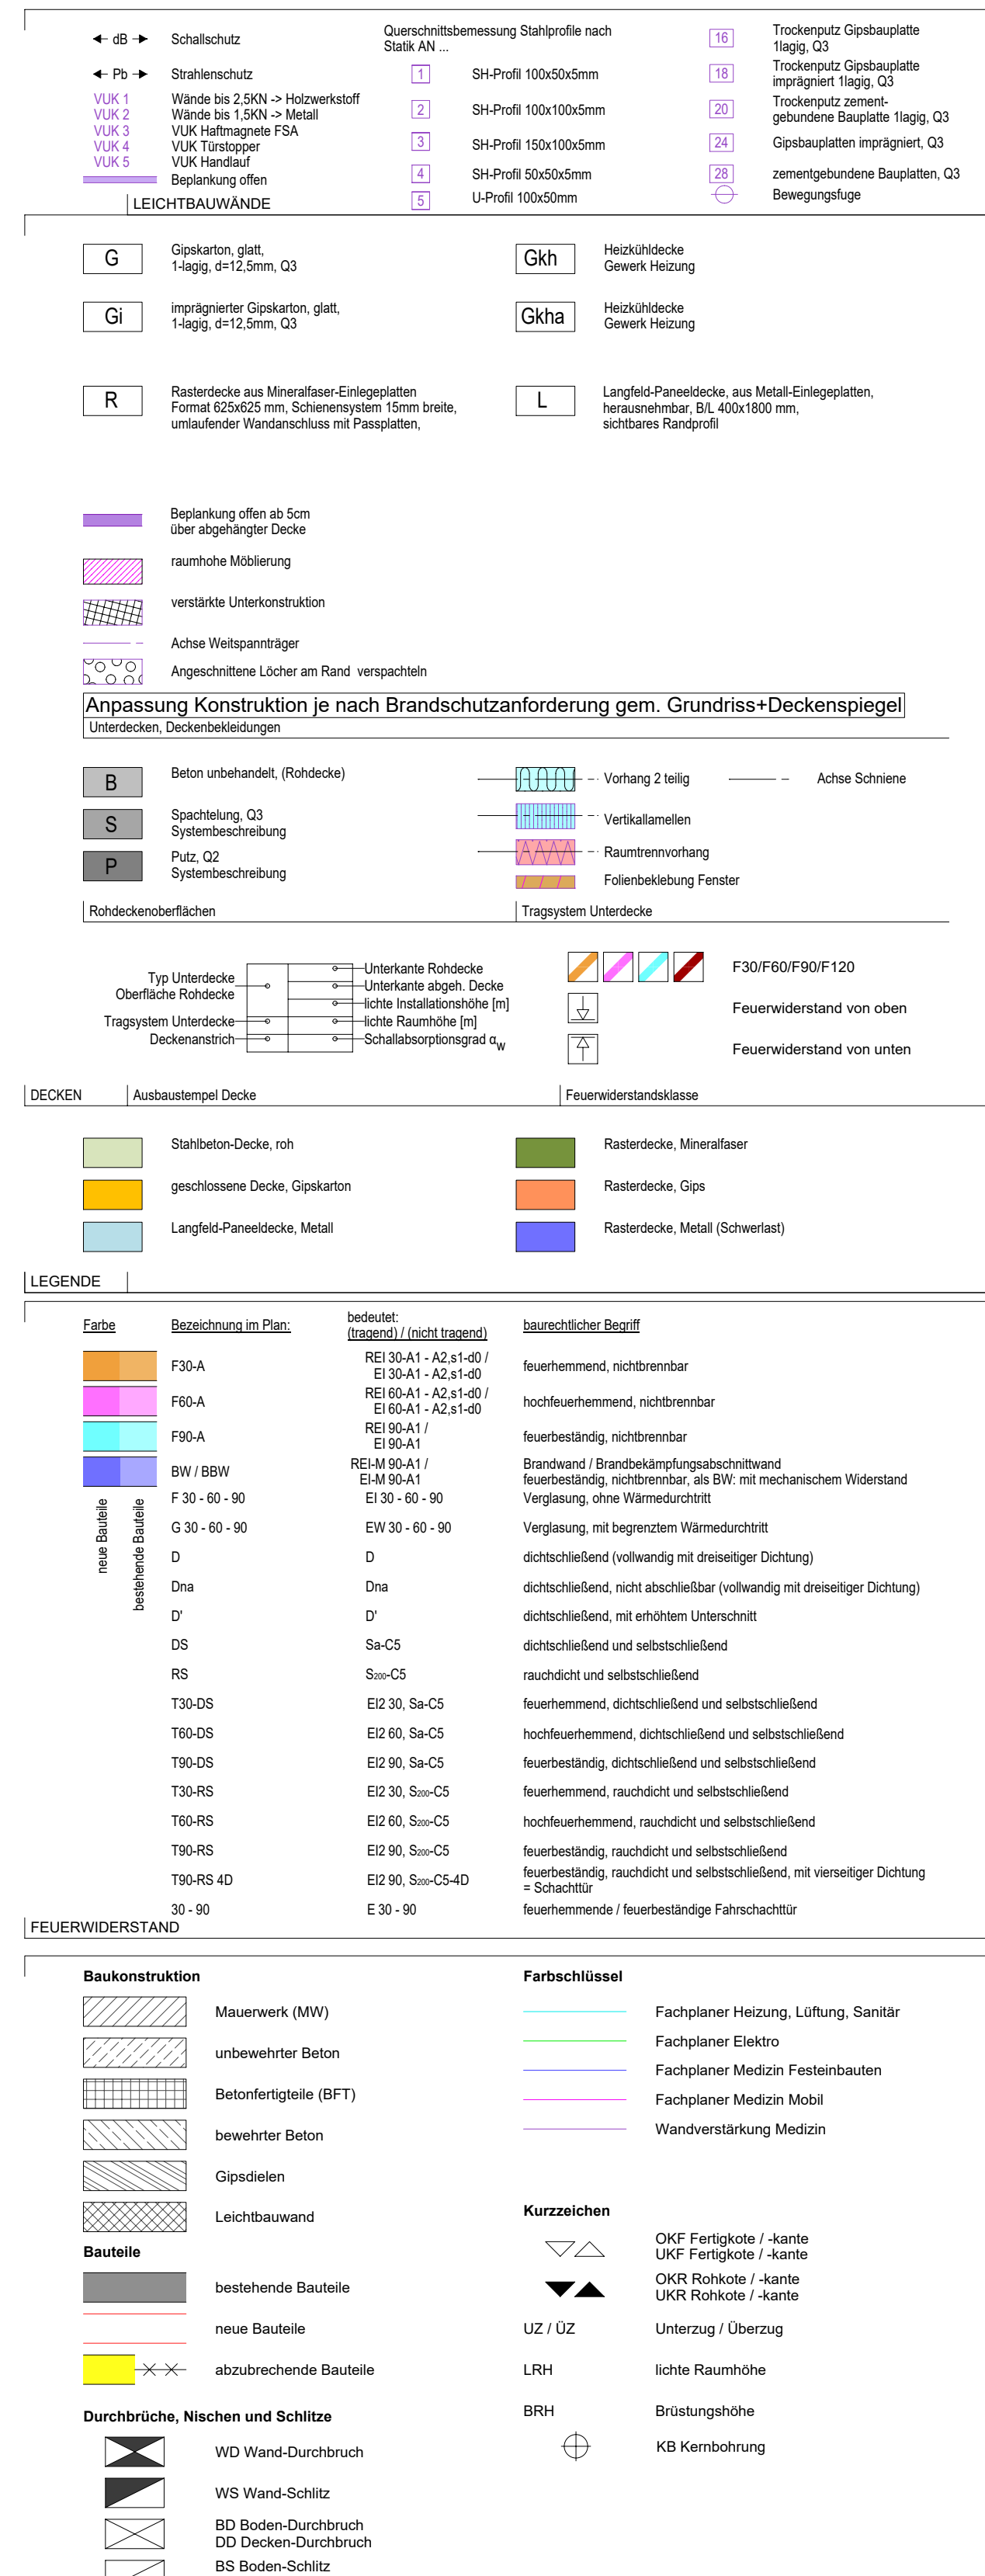 dB
Schallschutz
Pb
Strahlenschutz
VUK 1
Wände bis 2,5KN -> Holzwerkstoff
VUK 2
Wände bis 1,5KN -> Metall
VUK 3
VUK Haftmagnete FSA
VUK 4
VUK Türstopper
VUK 5
VUK Handlauf
Beplankung offen
Querschnittsbemessung Stahlprofile nach
Statik AN ...
1
SH-Profil 100x50x5mm
2
SH-Profil 100x100x5mm
3
SH-Profil 150x100x5mm
4
SH-Profil 50x50x5mm
5
U-Profil 100x50mm
16
Trockenputz Gipsbauplatte
1lagig, Q3
18
Trockenputz Gipsbauplatte
imprägniert 1lagig, Q3
20
Trockenputz zement-
gebundene Bauplatte 1lagig, Q3
24
Gipsbauplatten imprägniert, Q3
28
zementgebundene Bauplatten, Q3
Bewegungsfuge
LEICHTBAUWÄNDE
G
Gipskarton, glatt,
1-lagig, d=12,5mm, Q3
Gkh
Heizkühldecke
Gewerk Heizung
Gi
imprägnierter Gipskarton, glatt,
1-lagig, d=12,5mm, Q3
Gkha
Heizkühldecke
Gewerk Heizung
R
Rasterdecke aus Mineralfaser-Einlegeplatten
Format 625x625 mm, Schienensystem 15mm breite,
umlaufender Wandanschluss mit Passplatten,
L
Langfeld-Paneeldecke, aus Metall-Einlegeplatten,
herausnehmbar, B/L 400x1800 mm,
sichtbares Randprofil
Beplankung offen ab 5cm
über abgehängter Decke
raumhohe Möblierung
verstärkte Unterkonstruktion
Achse Weitspannträger
Angeschnittene Löcher am Rand verspachteln
Anpassung Konstruktion je nach Brandschutzanforderung gem. Grundriss+Deckenspiegel
Unterdecken, Deckenbekleidungen
B
Beton unbehandelt, (Rohdecke)
S
Spachtelung, Q3
Systembeschreibung
P
Putz, Q2
Systembeschreibung
Vorhang 2 teilig
Achse Schniene
Vertikallamellen
Raumtrennvorhang
Folienbeklebung Fenster
Rohdeckenoberflächen
Tragsystem Unterdecke
Typ Unterdecke
Oberfläche Rohdecke
Tragsystem Unterdecke
Deckenanstrich
Unterkante Rohdecke
Unterkante abgeh. Decke
lichte Installationshöhe [m]
lichte Raumhöhe [m]
Schallabsorptionsgrad αw
F30/F60/F90/F120
Feuerwiderstand von oben
Feuerwiderstand von unten
DECKEN
Ausbaustempel Decke
Feuerwiderstandsklasse
Stahlbeton-Decke, roh
Rasterdecke, Mineralfaser
geschlossene Decke, Gipskarton
Rasterdecke, Gips
Langfeld-Paneeldecke, Metall
Rasterdecke, Metall (Schwerlast)
LEGENDE
Farbe
Bezeichnung im Plan:
bedeutet:
(tragend) / (nicht tragend)
baurechtlicher Begriff
F30-A
REI 30-A1 - A2,s1-d0 /
EI 30-A1 - A2,s1-d0
feuerhemmend, nichtbrennbar
F60-A
REI 60-A1 - A2,s1-d0 /
EI 60-A1 - A2,s1-d0
hochfeuerhemmend, nichtbrennbar
F90-A
REI 90-A1 /
EI 90-A1
feuerbeständig, nichtbrennbar
BW / BBW
REI-M 90-A1 /
EI-M 90-A1
Brandwand / Brandbekämpfungsabschnittwand
feuerbeständig, nichtbrennbar, als BW: mit mechanischem Widerstand
neue Bauteile
bestehende Bauteile
F 30 - 60 - 90
EI 30 - 60 - 90
Verglasung, ohne Wärmedurchtritt
G 30 - 60 - 90
EW 30 - 60 - 90
Verglasung, mit begrenztem Wärmedurchtritt
D
D
dichtschließend (vollwandig mit dreiseitiger Dichtung)
Dna
Dna
dichtschließend, nicht abschließbar (vollwandig mit dreiseitiger Dichtung)
D'
D'
dichtschließend, mit erhöhtem Unterschnitt
DS
Sa-C5
dichtschließend und selbstschließend
RS
S200-C5
rauchdicht und selbstschließend
T30-DS
EI2 30, Sa-C5
feuerhemmend, dichtschließend und selbstschließend
T60-DS
EI2 60, Sa-C5
hochfeuerhemmend, dichtschließend und selbstschließend
T90-DS
EI2 90, Sa-C5
feuerbeständig, dichtschließend und selbstschließend
T30-RS
EI2 30, S200-C5
feuerhemmend, rauchdicht und selbstschließend
T60-RS
EI2 60, S200-C5
hochfeuerhemmend, rauchdicht und selbstschließend
T90-RS
EI2 90, S200-C5
feuerbeständig, rauchdicht und selbstschließend
T90-RS 4D
EI2 90, S200-C5-4D
feuerbeständig, rauchdicht und selbstschließend, mit vierseitiger Dichtung
= Schachttür
30 - 90
E 30 - 90
feuerhemmende / feuerbeständige Fahrschachttür
FEUERWIDERSTAND
Baukonstruktion
Mauerwerk (MW)
unbewehrter Beton
Betonfertigteile (BFT)
bewehrter Beton
Gipsdielen
Leichtbauwand
Bauteile
bestehende Bauteile
neue Bauteile
abzubrechende Bauteile
Durchbrüche, Nischen und Schlitze
WD Wand-Durchbruch
WS Wand-Schlitz
BD Boden-Durchbruch
DD Decken-Durchbruch
BS Boden-Schlitz
Farbschlüssel
Fachplaner Heizung, Lüftung, Sanitär
Fachplaner Elektro
Fachplaner Medizin Festeinbauten
Fachplaner Medizin Mobil
Wandverstärkung Medizin
Kurzzeichen
OKF Fertigkote / -kante
UKF Fertigkote / -kante
OKR Rohkote / -kante
UKR Rohkote / -kante
UZ / ÜZ
Unterzug / Überzug
LRH
lichte Raumhöhe
BRH
Brüstungshöhe
KB Kernbohrung